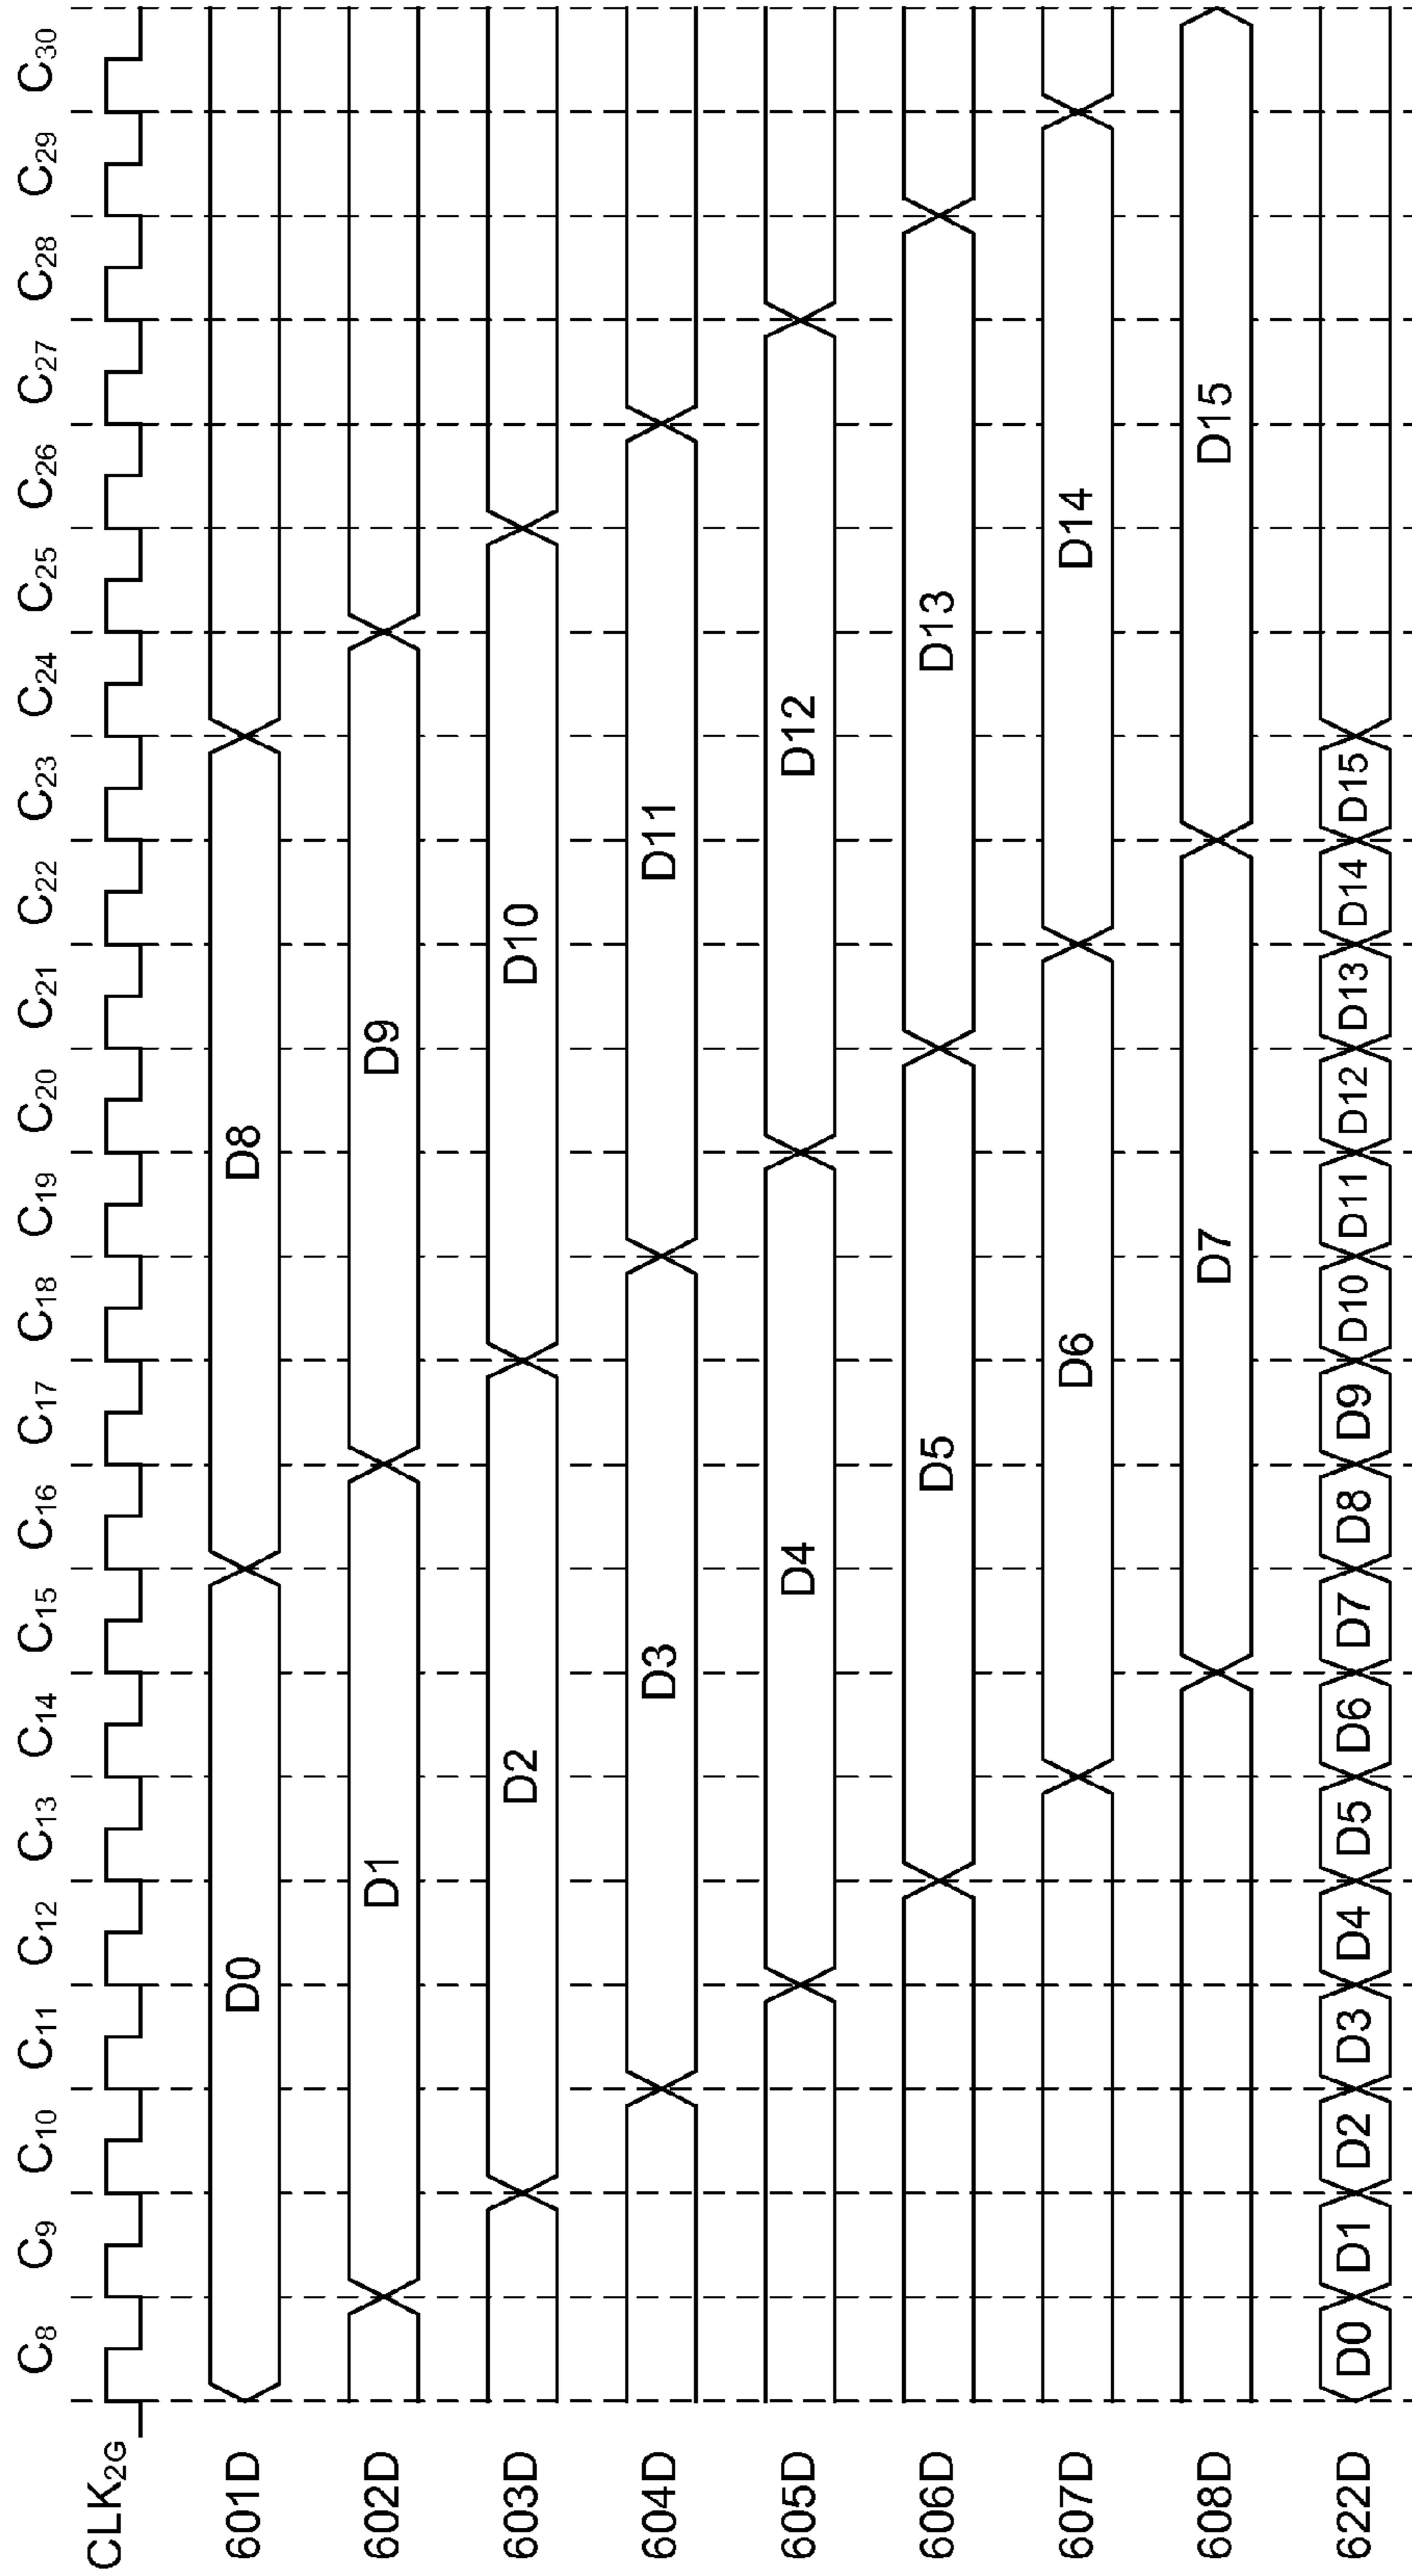 C8 C9 C10 C11 C12 C13 C14 C15 C16 C17 C18 C19 C20 C21 C22 C23 C24 C25 C26 C27 C28 C29 C30
CLK2G
601D D0 D8
602D D1 D9
603D D2 D10
604D D3 D11
605D D4 D12
606D D5 D13
607D D6 D14
608D D7 D15
622D D0 D1 D2 D3 D4 D5 D6 D7 D8 D9 D10 D11 D12 D13 D14 D15